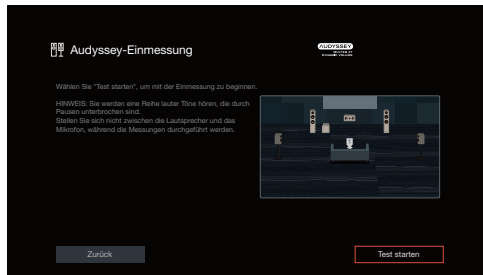 Audyssey-Einmessung
AUDYSSEY
DYNAMIC VOLUME
Wählen Sie "Test starten", um mit der Einmessung zu beginnen.
HINWEIS: Sie werden eine Reihe lauter Töne hören, die durch
Pausen unterbrochen sind.
Stellen Sie sich nicht zwischen die Lautsprecher und das
Mikrofon, während die Messungen durchgeführt werden.
Zurück
Test starten